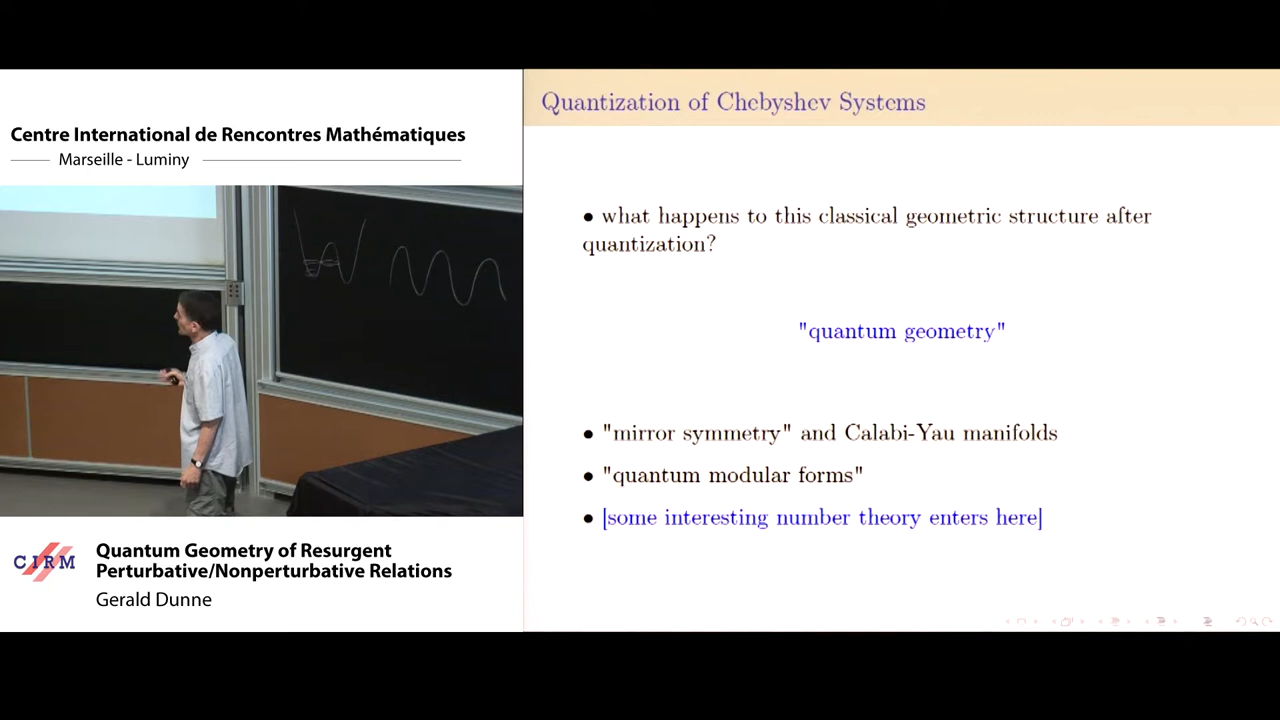 Centre International de Rencontres Mathématiques
Marseille - Luminy
CIRM
Quantum Geometry of Resurgent
Perturbative/Nonperturbative Relations
Gerald Dunne
Quantization of Chebyshev Systems
• what happens to this classical geometric structure after
quantization?
"quantum geometry"
• "mirror symmetry" and Calabi-Yau manifolds
• "quantum modular forms"
• [some interesting number theory enters here]